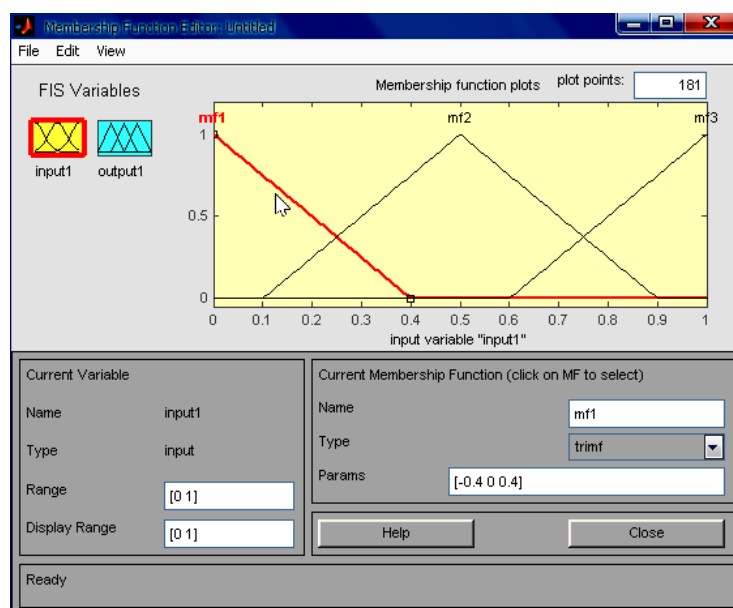 Membership Function Editor: Untitled
File Edit View
FIS Variables
Membership function plots plot points: 181
mf1 mf2 mf3
1
0.5
0
input1 output1
0 0.1 0.2 0.3 0.4 0.5 0.6 0.7 0.8 0.9 1
input variable "input1"
Current Variable
Name input1
Type input
Range [0 1]
Display Range [0 1]
Current Membership Function (click on MF to select)
Name mf1
Type trimf
Params [-0.4 0 0.4]
Help Close
Ready